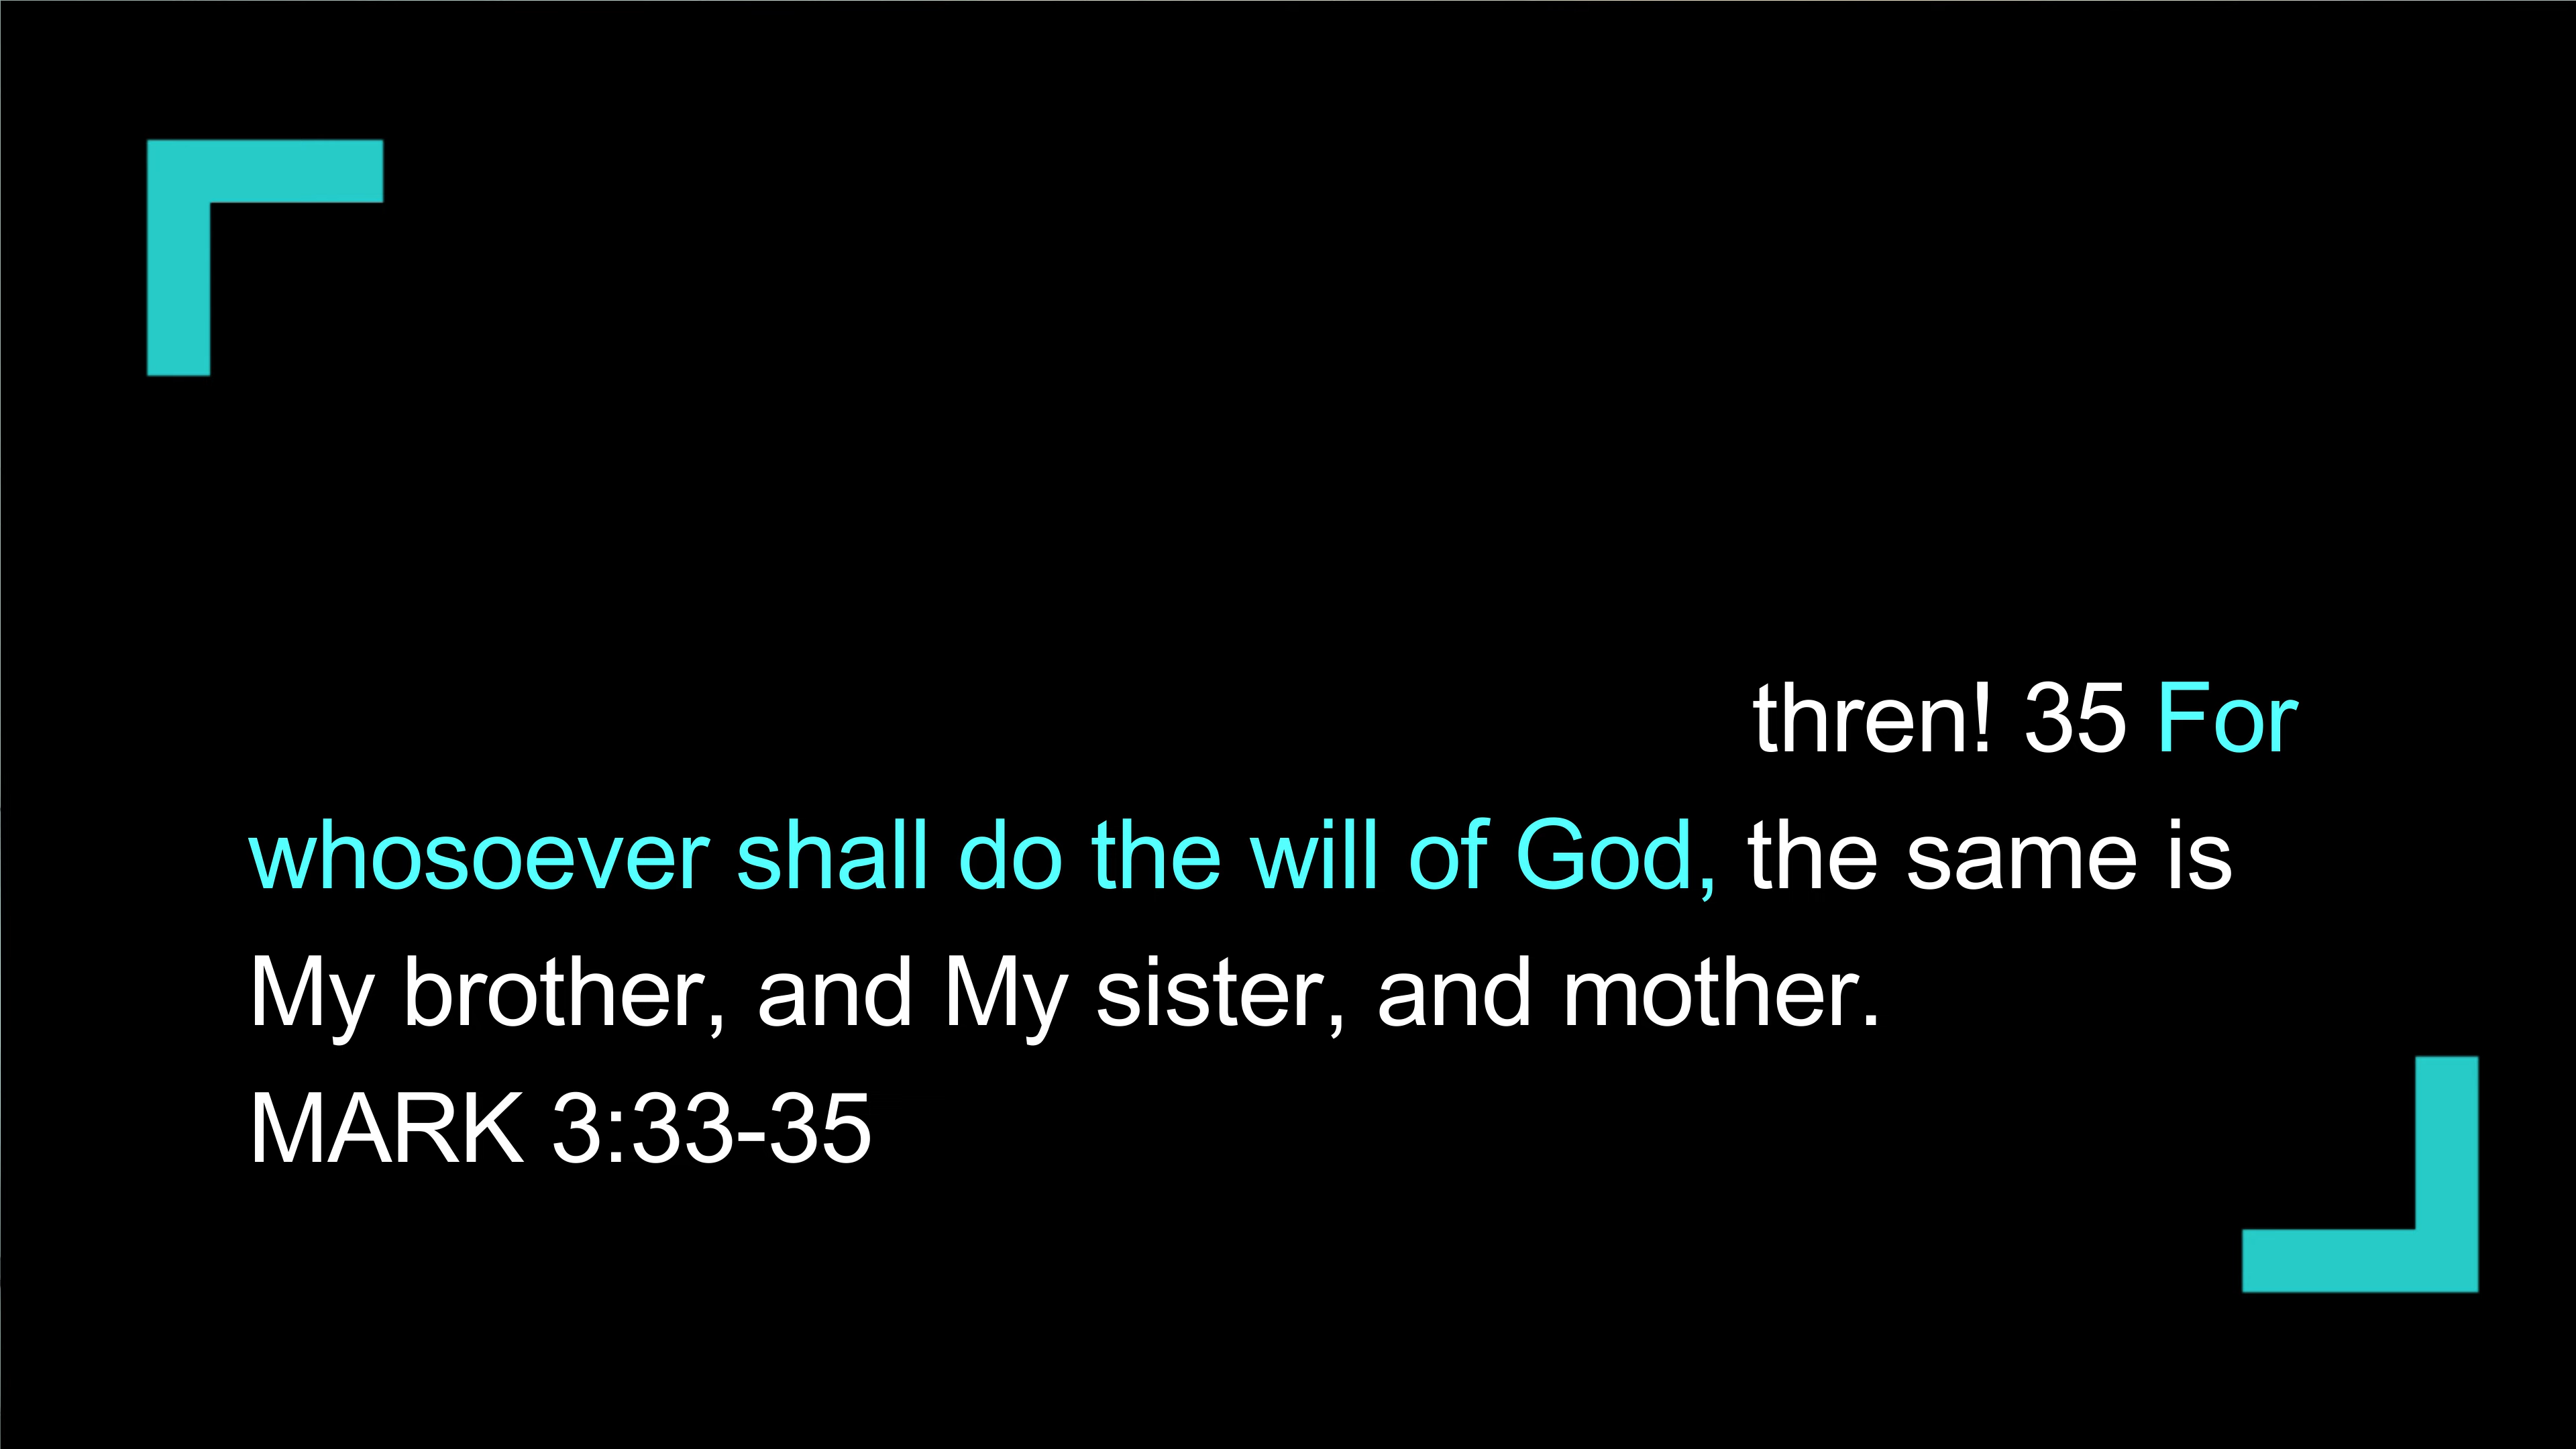 thren! 35 For
whosoever shall do the will of God, the same is
My brother, and My sister, and mother.
MARK 3:33-35